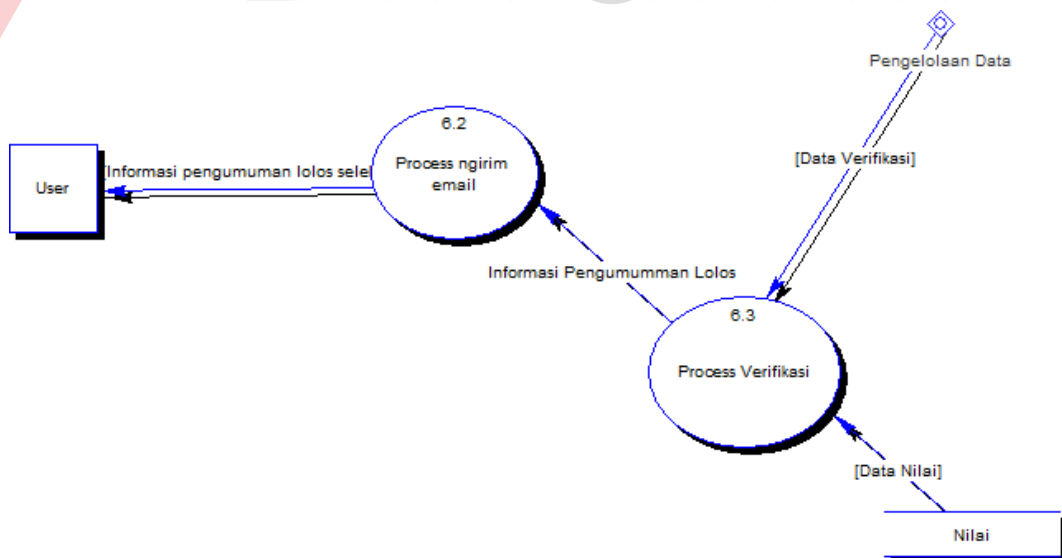 Pengelolaan Data
6.2
Process ngirim
email
[Data Verifikasi]
User
[Informasi pengumuman lolos sele
Informasi Pengumumman Lolos
6.3
Process Verifikasi
[Data Nilai]
Nilai